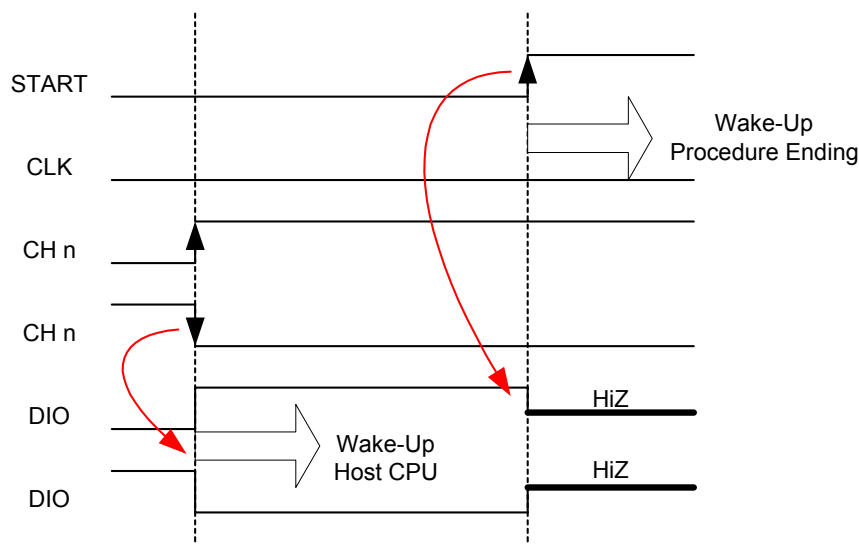 START
Wake-Up
Procedure Ending
CLK
CH n
CH n
HiZ
DIO
Wake-Up
Host CPU
HiZ
DIO